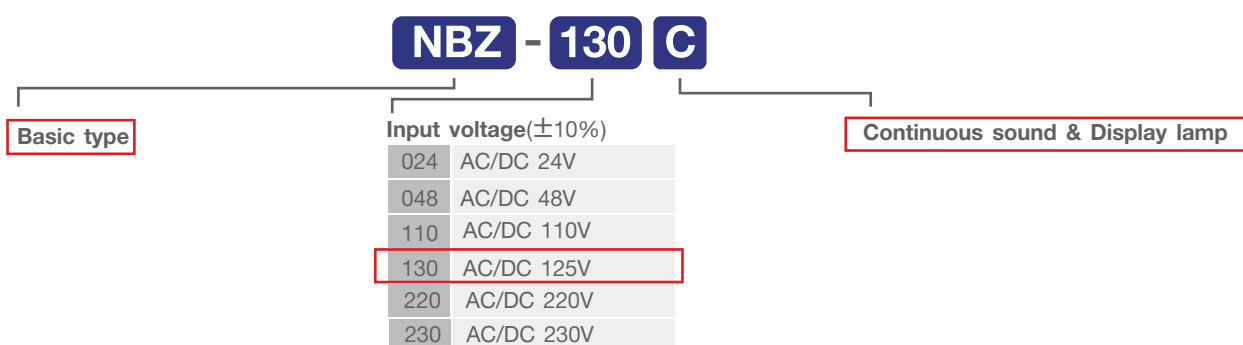 NBZ - 130 C
Basic type
Input voltage(±10%)
Continuous sound & Display lamp
024 AC/DC 24V
048 AC/DC 48V
110 AC/DC 110V
130 AC/DC 125V
220 AC/DC 220V
230 AC/DC 230V